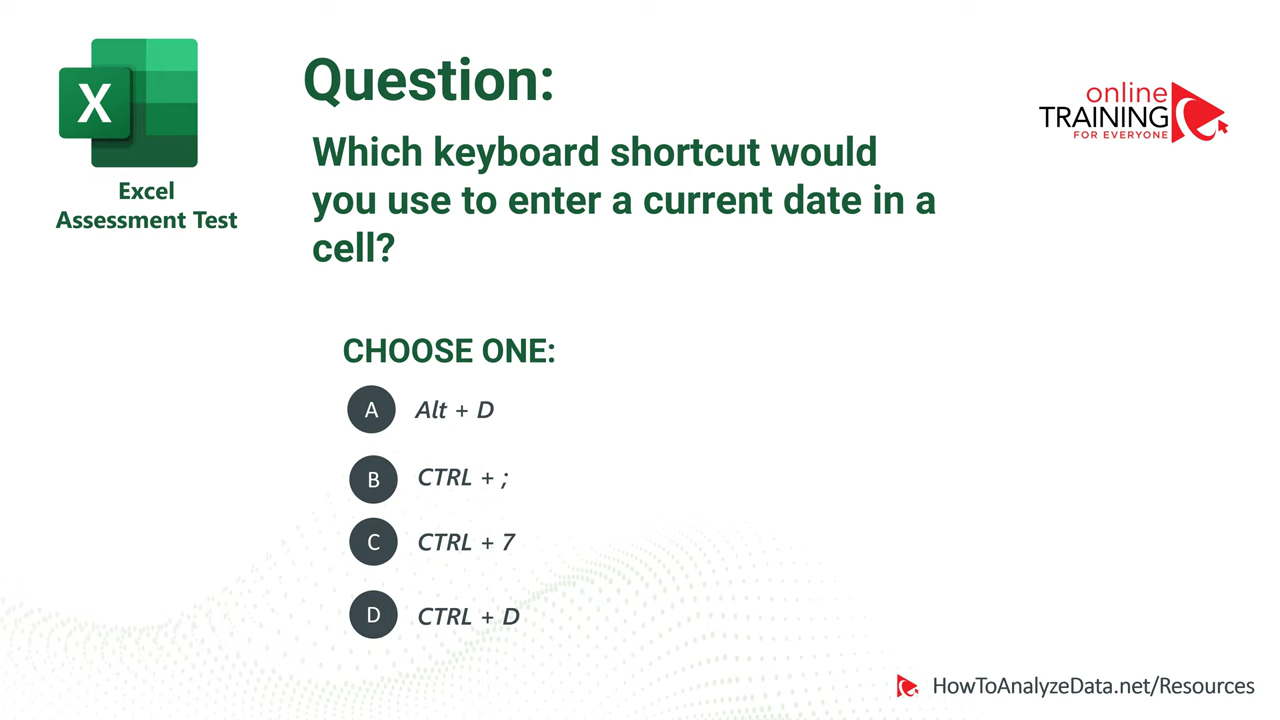 X
Excel
Assessment Test
Question:
Which keyboard shortcut would
you use to enter a current date in a
cell?
online
TRAINING
FOR EVERYONE
CHOOSE ONE:
A Alt + D
B CTRL + ;
C CTRL + 7
D CTRL + D
HowToAnalyzeData.net/Resources